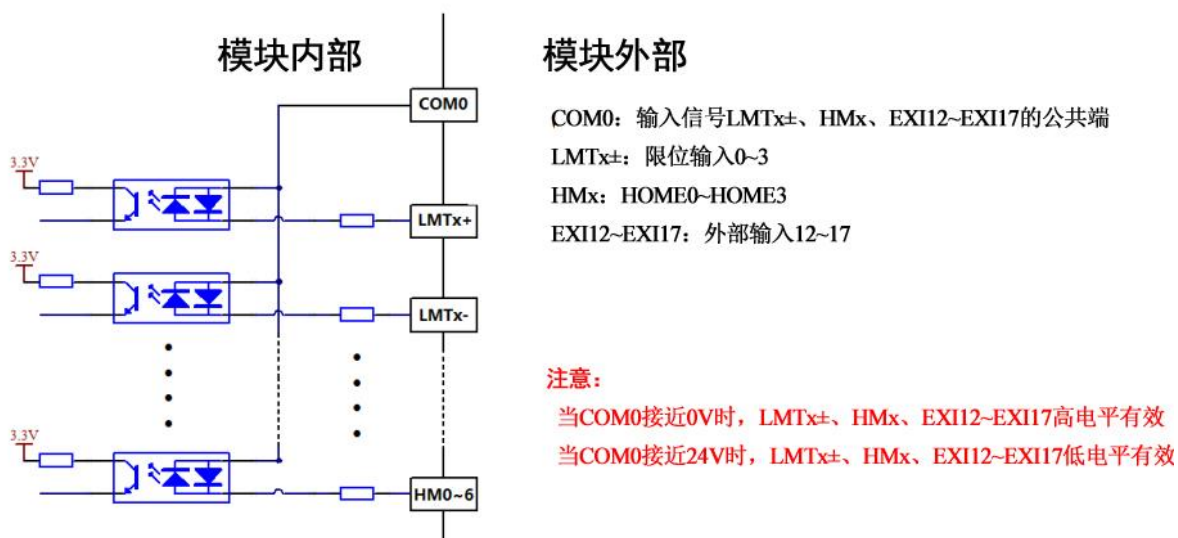 模块内部
模块外部
COM0
COM0：输入信号LMTx±、HMx、EXI12~EXI17的公共端
LMTx±：限位输入0~3
HMx：HOME0~HOME3
EXI12~EXI17：外部输入12~17
3.3V
LMTx+
3.3V
LMTx-
注意：
当COM0接近0V时，LMTx±、HMx、EXI12~EXI17高电平有效
当COM0接近24V时，LMTx±、HMx、EXI12~EXI17低电平有效
3.3V
HM0~6